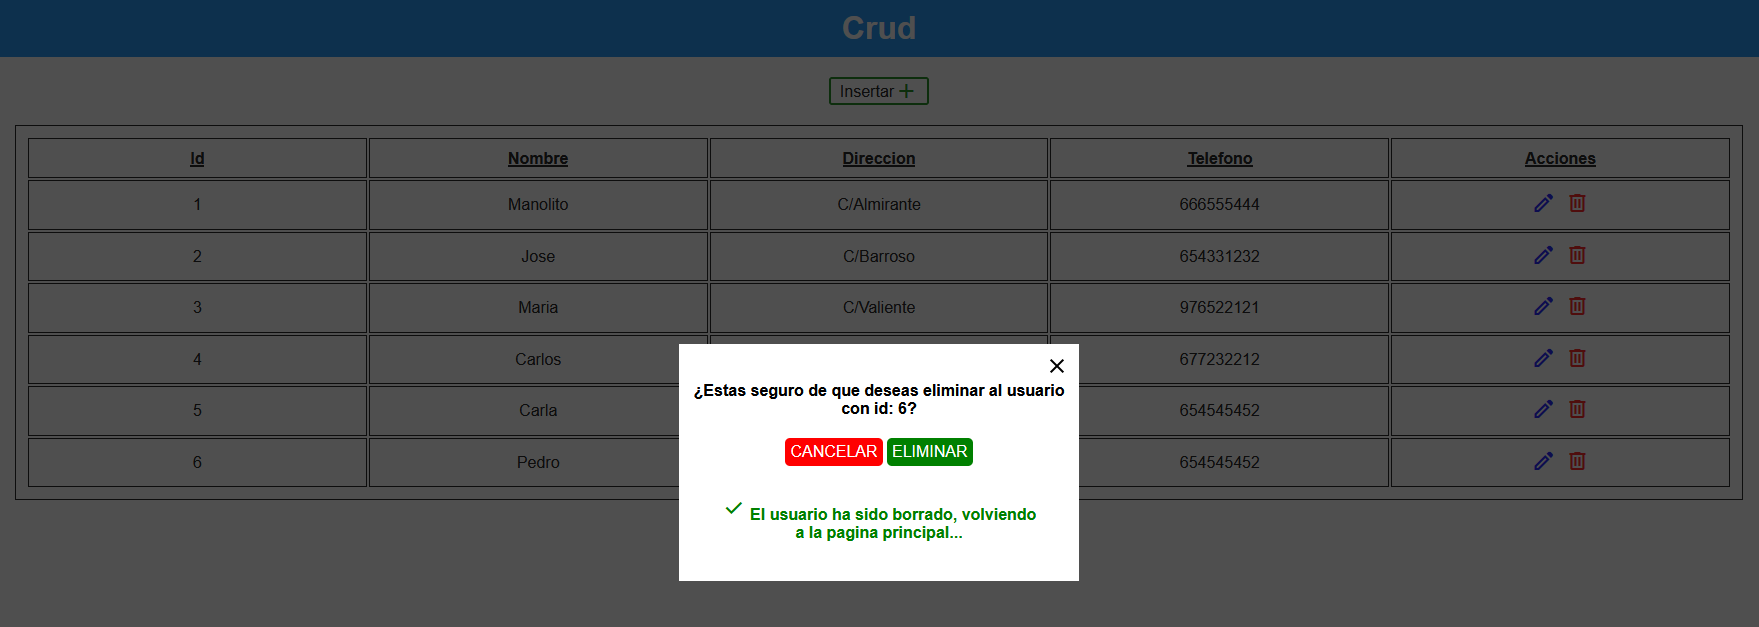 Crud
Insertar
Id Nombre Direccion Telefono Acciones
1 Manolito C/Almirante 666555444
2 Jose C/Barroso 654331232
3 Maria C/Valiente 976522121
4 Carlos 677232212
5 Carla 654545452
6 Pedro 654545452
¿Estas seguro de que deseas eliminar al usuario
con id: 6?
CANCELAR ELIMINAR
El usuario ha sido borrado, volviendo
a la pagina principal...